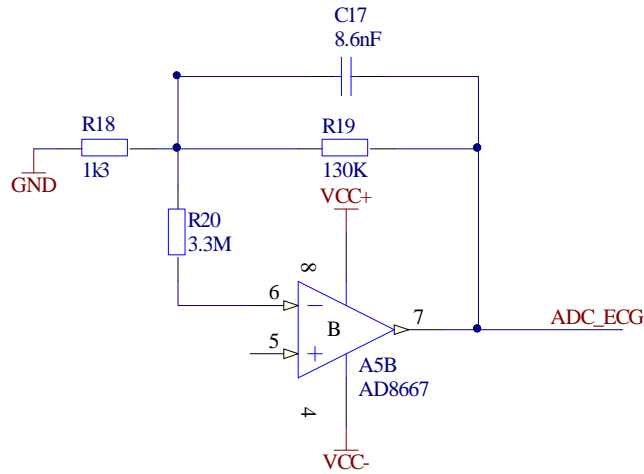 C17
8.6nF
R18
R19
1k3
130K
GND
VCC+
R20
3.3M
8
6
7
B
ADC_ECG
5
A5B
AD8667
4
VCC-